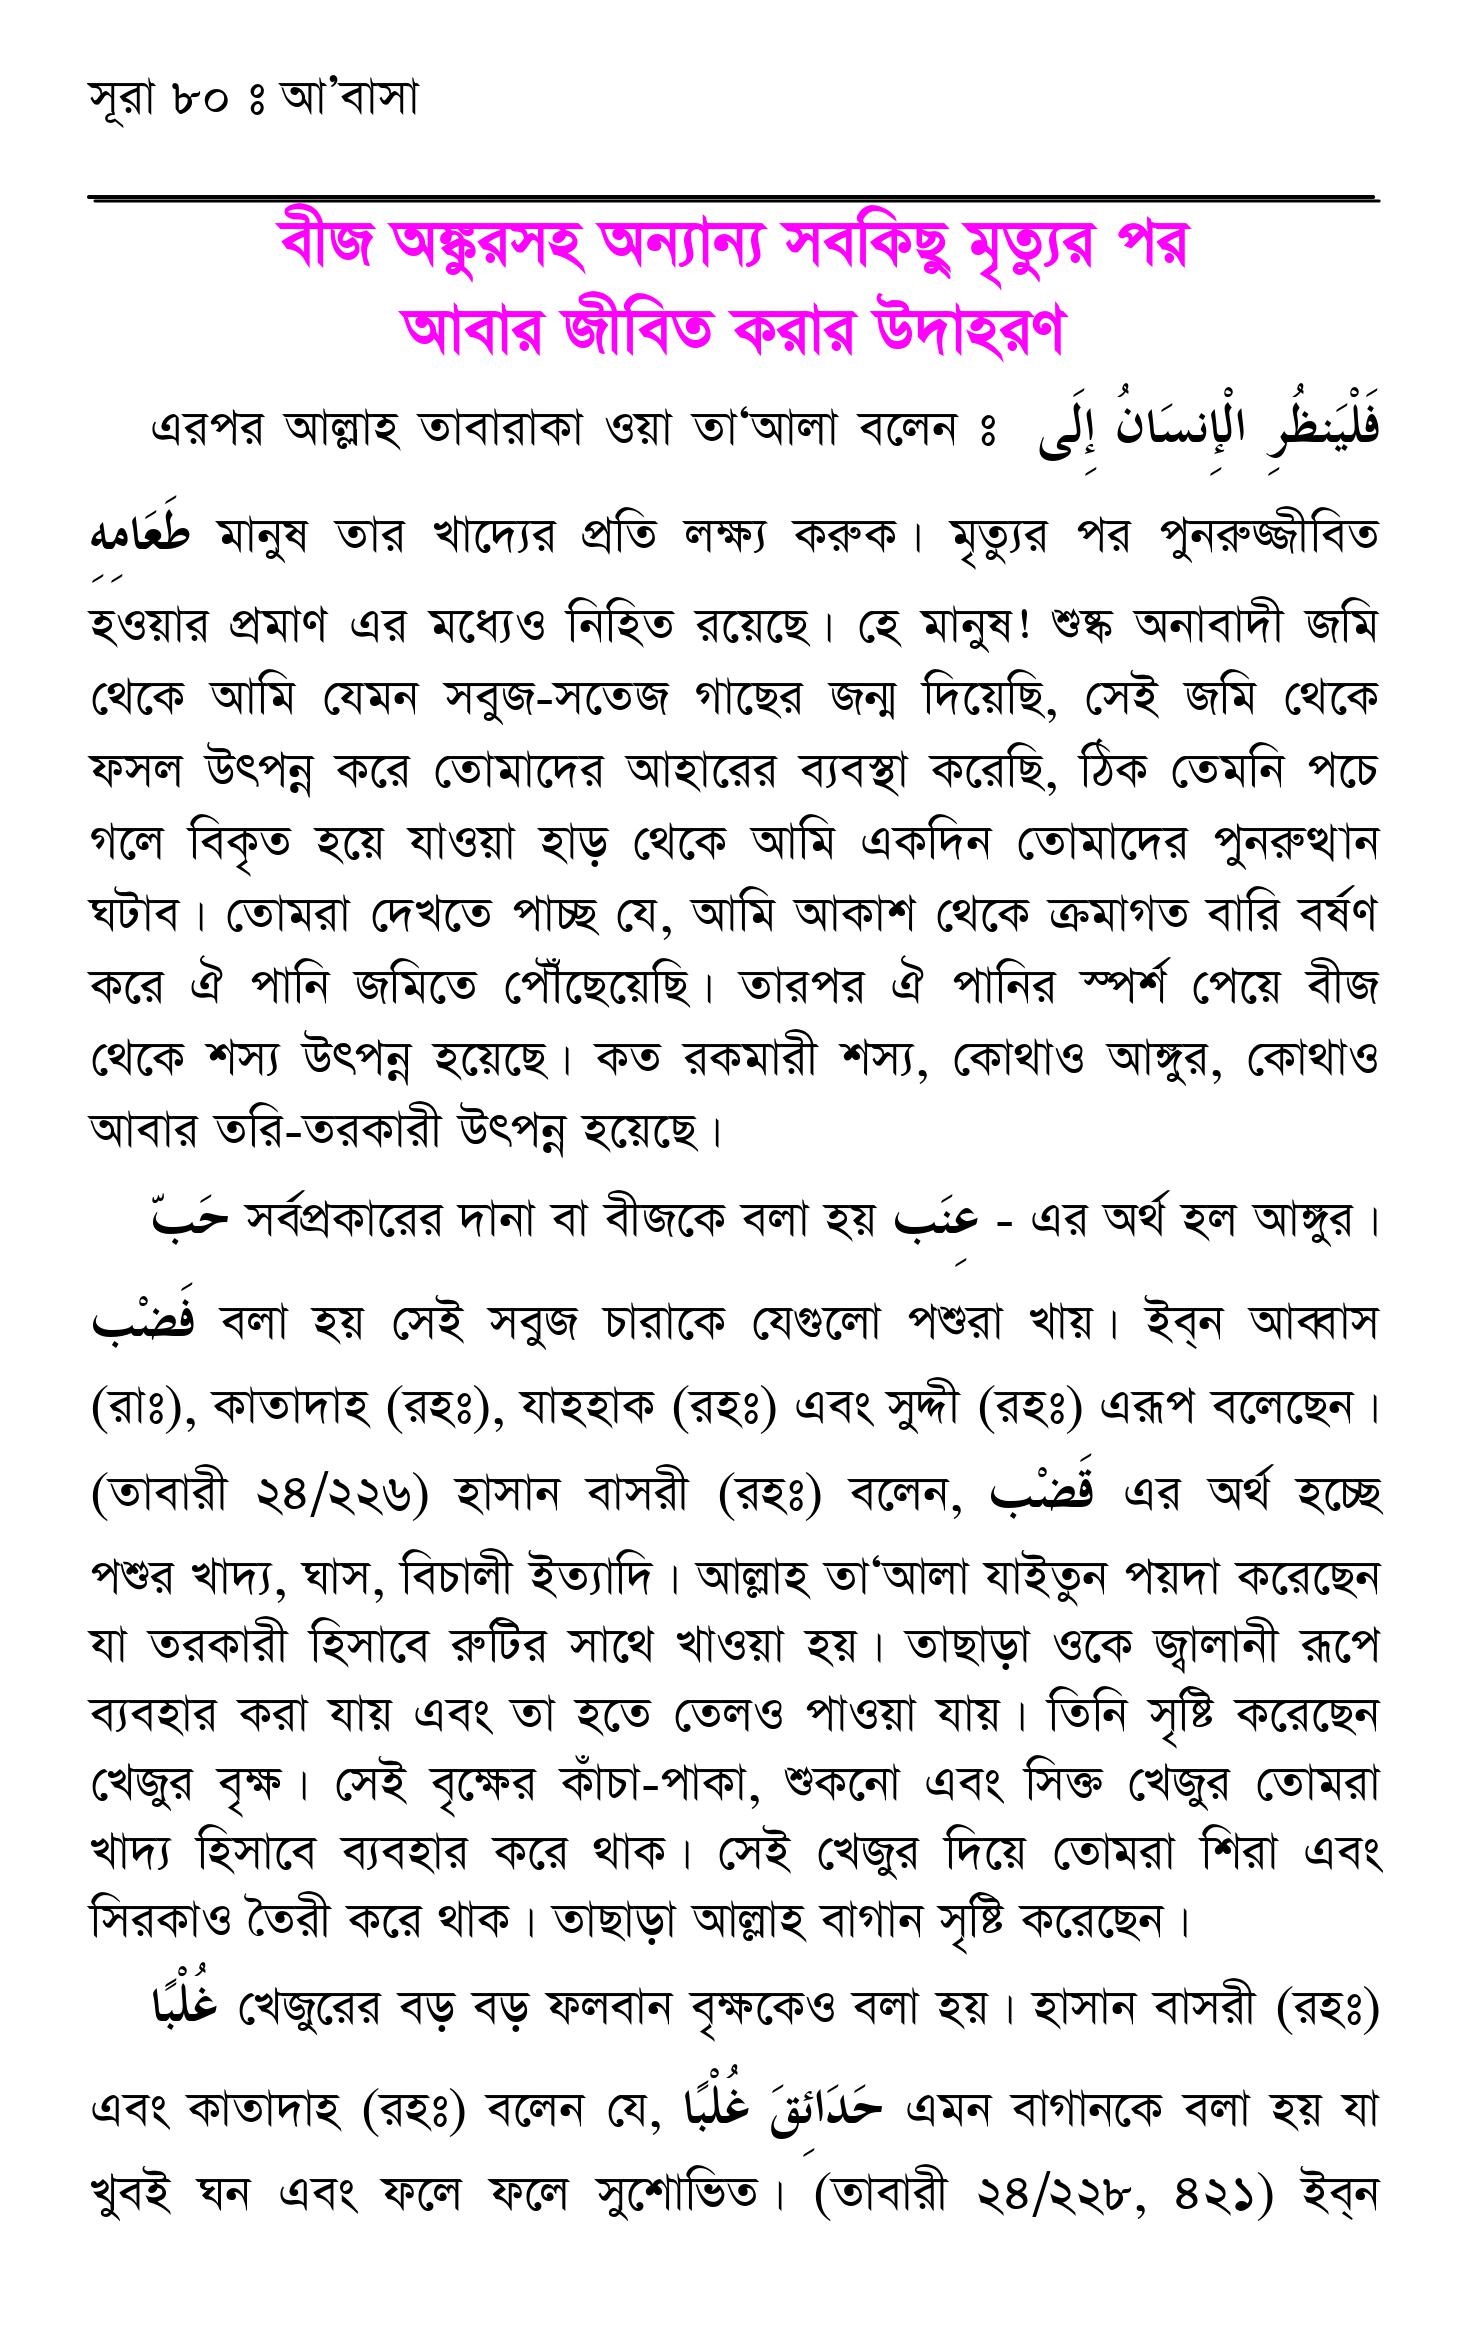 সূরা ৮০ ঃ আ’বাসা
বীজ অঙ্কুরসহ অন্যান্য সবকিছু মৃত্যুর পর
আবার জীবিত করার উদাহরণ
এরপর আল্লাহ তাবারাকা ওয়া তা‘আলা বলেন ঃ فَلْيَنظُرِ الْإِنسَانُ إِلَى
طَعَامِهِ মানুষ তার খাদ্যের প্রতি লক্ষ্য করুক। মৃত্যুর পর পুনরুজ্জীবিত
হওয়ার প্রমাণ এর মধ্যেও নিহিত রয়েছে। হে মানুষ! শুষ্ক অনাবাদী জমি
থেকে আমি যেমন সবুজ-সতেজ গাছের জন্ম দিয়েছি, সেই জমি থেকে
ফসল উৎপন্ন করে তোমাদের আহারের ব্যবস্থা করেছি, ঠিক তেমনি পচে
গলে বিকৃত হয়ে যাওয়া হাড় থেকে আমি একদিন তোমাদের পুনরুত্থান
ঘটাব। তোমরা দেখতে পাচ্ছ যে, আমি আকাশ থেকে ক্রমাগত বারি বর্ষণ
করে ঐ পানি জমিতে পৌঁছেয়েছি। তারপর ঐ পানির স্পর্শ পেয়ে বীজ
থেকে শস্য উৎপন্ন হয়েছে। কত রকমারী শস্য, কোথাও আঙ্গুর, কোথাও
আবার তরি-তরকারী উৎপন্ন হয়েছে।
حَبّ সর্বপ্রকারের দানা বা বীজকে বলা হয় عِنَب - এর অর্থ হল আঙ্গুর।
فَضْب বলা হয় সেই সবুজ চারাকে যেগুলো পশুরা খায়। ইব্‌ন আব্বাস
(রাঃ), কাতাদাহ (রহঃ), যাহহাক (রহঃ) এবং সুদ্দী (রহঃ) এরূপ বলেছেন।
(তাবারী ২৪/২২৬) হাসান বাসরী (রহঃ) বলেন, قَضْب এর অর্থ হচ্ছে
পশুর খাদ্য, ঘাস, বিচালী ইত্যাদি। আল্লাহ তা‘আলা যাইতুন পয়দা করেছেন
যা তরকারী হিসাবে রুটির সাথে খাওয়া হয়। তাছাড়া ওকে জ্বালানী রূপে
ব্যবহার করা যায় এবং তা হতে তেলও পাওয়া যায়। তিনি সৃষ্টি করেছেন
খেজুর বৃক্ষ। সেই বৃক্ষের কাঁচা-পাকা, শুকনো এবং সিক্ত খেজুর তোমরা
খাদ্য হিসাবে ব্যবহার করে থাক। সেই খেজুর দিয়ে তোমরা শিরা এবং
সিরকাও তৈরী করে থাক। তাছাড়া আল্লাহ বাগান সৃষ্টি করেছেন।
غُلْبًا খেজুরের বড় বড় ফলবান বৃক্ষকেও বলা হয়। হাসান বাসরী (রহঃ)
এবং কাতাদাহ (রহঃ) বলেন যে, حَدَائِقَ غُلْبًا এমন বাগানকে বলা হয় যা
খুবই ঘন এবং ফলে ফলে সুশোভিত। (তাবারী ২৪/২২৮, ৪২১) ইব্‌ন